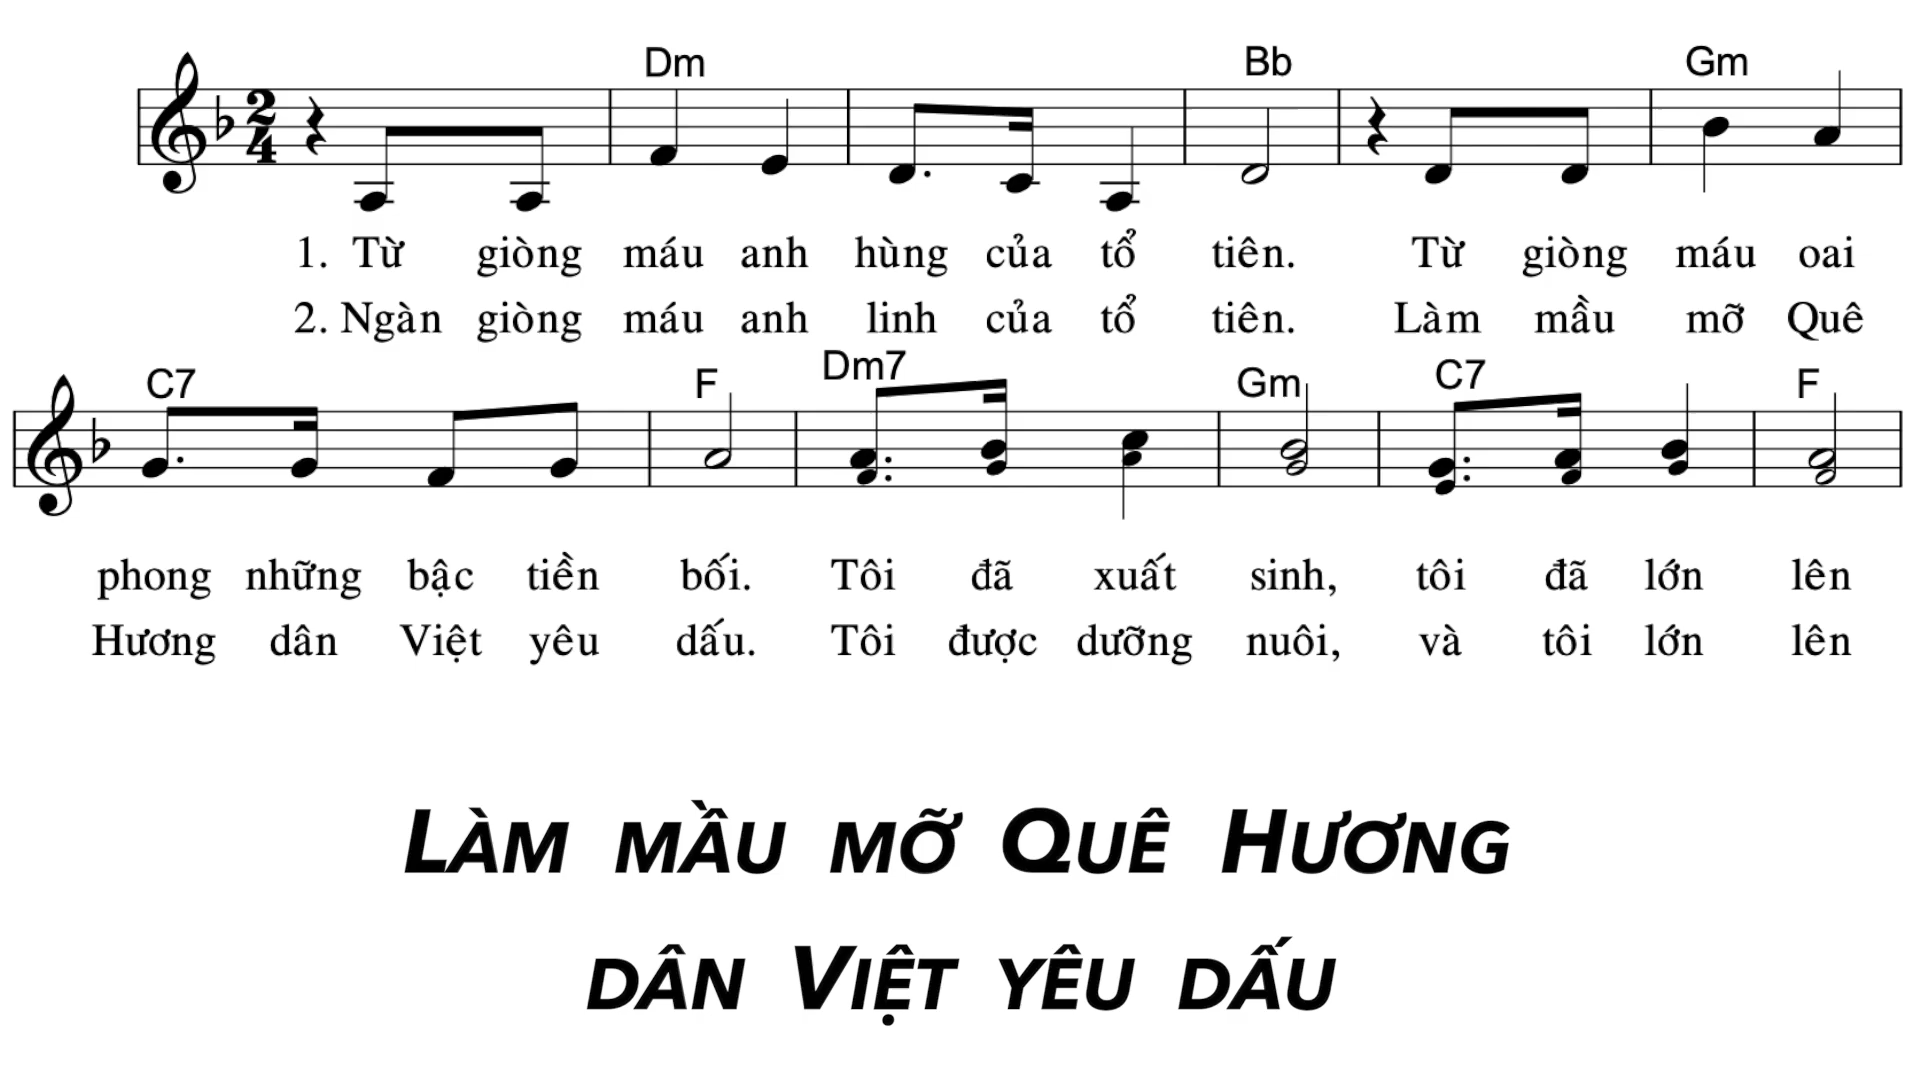 Dm Bb Gm
2
4
1. Từ giòng máu anh hùng của tổ tiên. Từ giòng máu oai
2. Ngàn giòng máu anh linh của tổ tiên. Làm mầu mỡ Quê
C7 F Dm7 Gm C7 F
phong những bậc tiền bối. Tôi đã xuất sinh, tôi đã lớn lên
Hương dân Việt yêu dấu. Tôi được dưỡng nuôi, và tôi lớn lên
LÀM MẦU MỠ QUÊ HƯƠNG
DÂN VIỆT YÊU DẤU